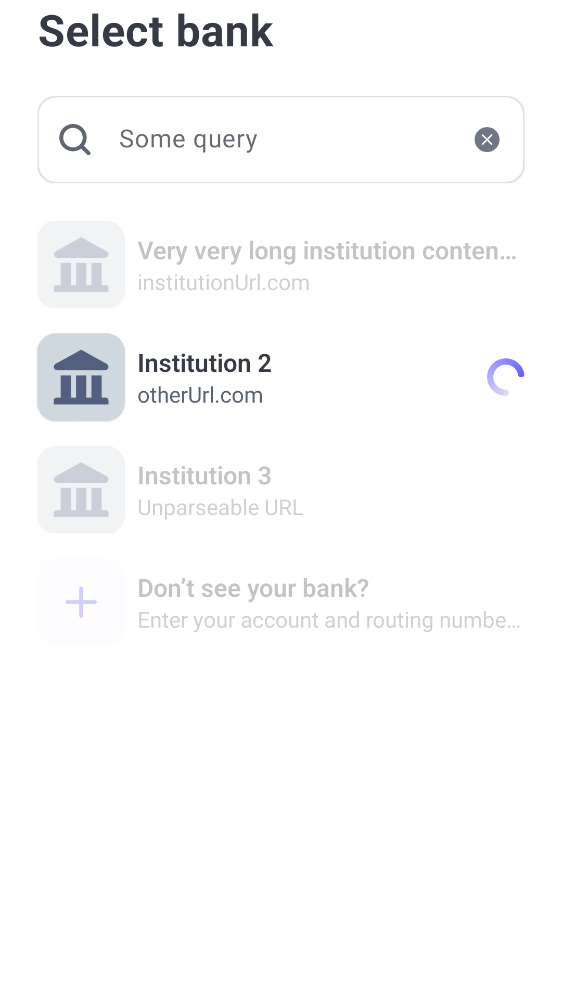 Select bank
Some query
Very very long institution conten…
institutionUrl.com
Institution 2
otherUrl.com
Institution 3
Unparseable URL
Don’t see your bank?
Enter your account and routing numbe…